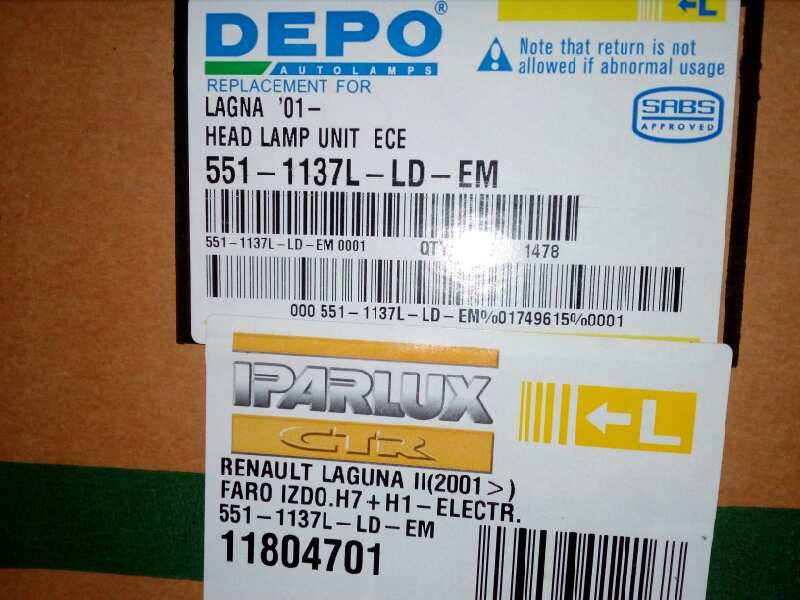 DEPO®
AUTOLAMPS
REPLACEMENT FOR
←L
Note that return is not
allowed if abnormal usage
SABS
APPROVED
LAGNA '01-
HEAD LAMP UNIT ECE
551-1137L-LD-EM
551-1137L-LD-EM 0001 QTY 1478
000 551-1137L-LD-EM%01749615%0001
IPARLUX
CTR
←L
RENAULT LAGUNA II(2001>)
FARO IZDO.H7+H1-ELECTR.
551-1137L-LD-EM
11804701